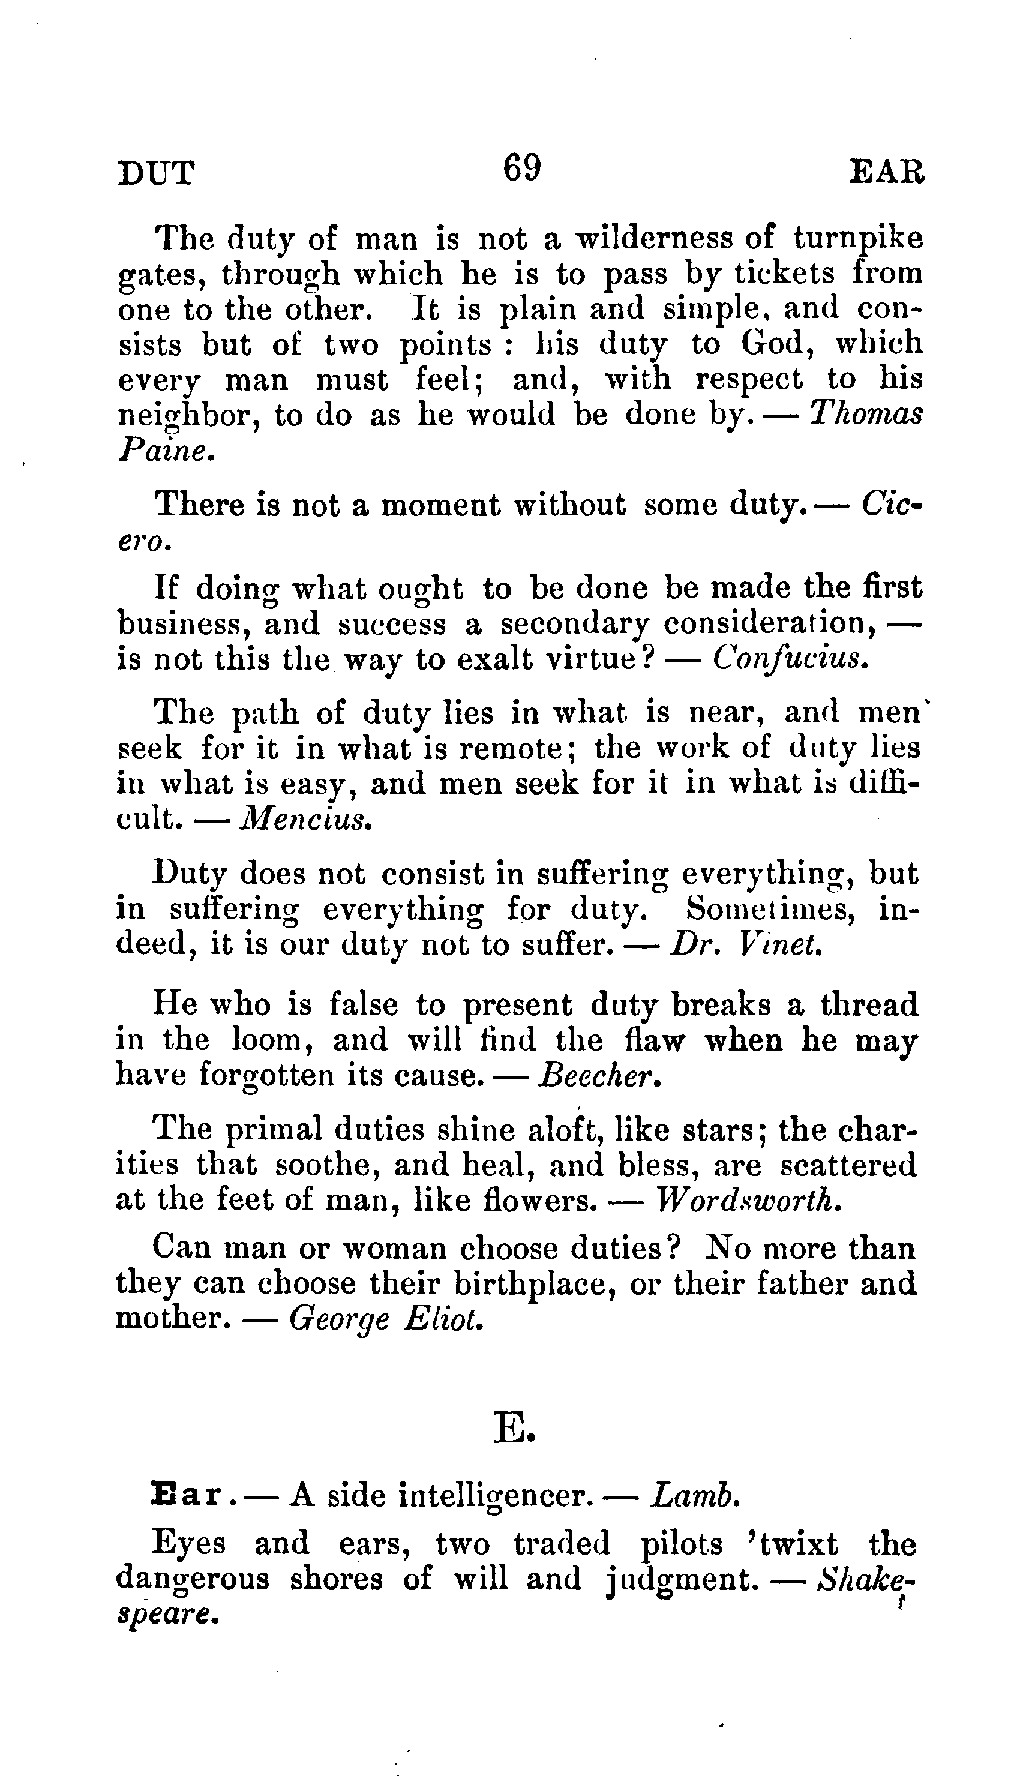 DUT 69 EAR
The duty of man is not a wilderness of turnpike
gates, through which he is to pass by tickets from
one to the other. It is plain and simple, and con-
sists but of two points : his duty to God, which
every man must feel; and, with respect to his
neighbor, to do as he would be done by. — Thomas
Paine.
There is not a moment without some duty. — Cic-
ero.
If doing what ought to be done be made the first
business, and success a secondary consideration, —
is not this the way to exalt virtue? — Confucius.
The path of duty lies in what is near, and men
seek for it in what is remote; the work of duty lies
in what is easy, and men seek for it in what is diffi-
cult. — Mencius.
Duty does not consist in suffering everything, but
in suffering everything for duty. Sometimes, in-
deed, it is our duty not to suffer. — Dr. Vinet.
He who is false to present duty breaks a thread
in the loom, and will find the flaw when he may
have forgotten its cause. — Beecher.
The primal duties shine aloft, like stars; the char-
ities that soothe, and heal, and bless, are scattered
at the feet of man, like flowers. — Wordsworth.
Can man or woman choose duties? No more than
they can choose their birthplace, or their father and
mother. — George Eliot.
E.
Ear. — A side intelligencer. — Lamb.
Eyes and ears, two traded pilots 'twixt the
dangerous shores of will and judgment. — Shake-
speare.